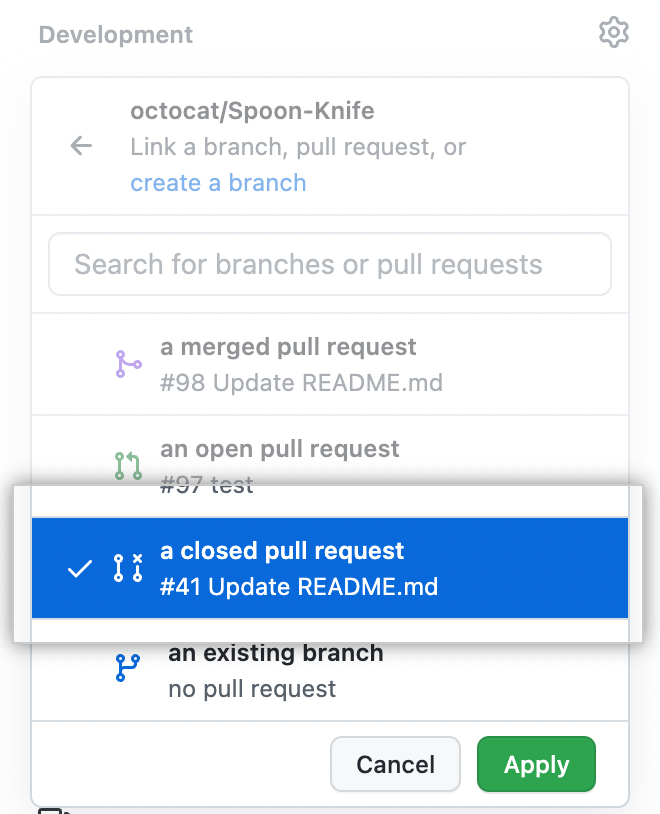 Development
octocat/Spoon-Knife
Link a branch, pull request, or
create a branch
Search for branches or pull requests
a merged pull request
#98 Update README.md
an open pull request
#97 test
a closed pull request
#41 Update README.md
an existing branch
no pull request
Cancel
Apply